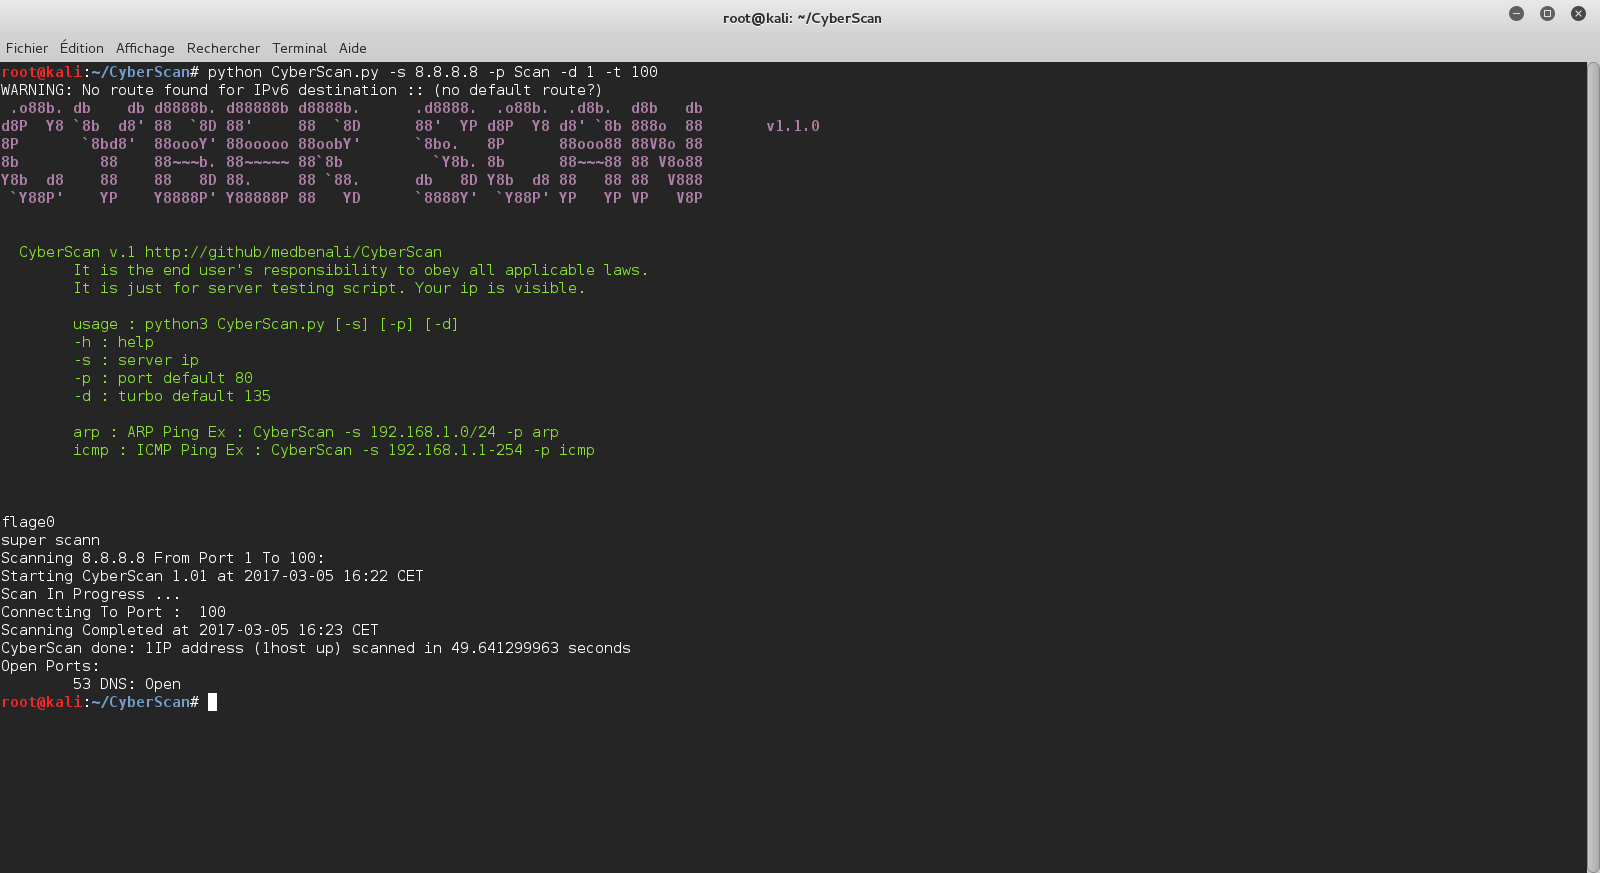 root@kali: ~/CyberScan
Fichier Édition Affichage Rechercher Terminal Aide
root@kali:~/CyberScan# python CyberScan.py -s 8.8.8.8 -p Scan -d 1 -t 100
WARNING: No route found for IPv6 destination :: (no default route?)
 .o88b. db    db d8888b. d88888b d8888b.      .d8888.  .o88b.  .d8b.  d8b   db
d8P  Y8 `8b  d8' 88  `8D 88'     88  `8D      88'  YP d8P  Y8 d8' `8b 888o  88       v1.1.0
8P       `8bd8'  88oooY' 88ooooo 88oobY'      `8bo.   8P      88ooo88 88V8o 88
8b         88    88~~~b. 88~~~~~ 88`8b          `Y8b. 8b      88~~~88 88 V8o88
Y8b  d8    88    88   8D 88.     88 `88.      db   8D Y8b  d8 88   88 88  V888
 `Y88P'    YP    Y8888P' Y88888P 88   YD      `8888Y'  `Y88P' YP   YP VP   V8P
CyberScan v.1 http://github/medbenali/CyberScan
It is the end user's responsibility to obey all applicable laws.
It is just for server testing script. Your ip is visible.
usage : python3 CyberScan.py [-s] [-p] [-d]
-h : help
-s : server ip
-p : port default 80
-d : turbo default 135
arp : ARP Ping Ex : CyberScan -s 192.168.1.0/24 -p arp
icmp : ICMP Ping Ex : CyberScan -s 192.168.1.1-254 -p icmp
flage0
super scann
Scanning 8.8.8.8 From Port 1 To 100:
Starting CyberScan 1.01 at 2017-03-05 16:22 CET
Scan In Progress ...
Connecting To Port :  100
Scanning Completed at 2017-03-05 16:23 CET
CyberScan done: 1IP address (1host up) scanned in 49.641299963 seconds
Open Ports:
53 DNS: Open
root@kali:~/CyberScan#